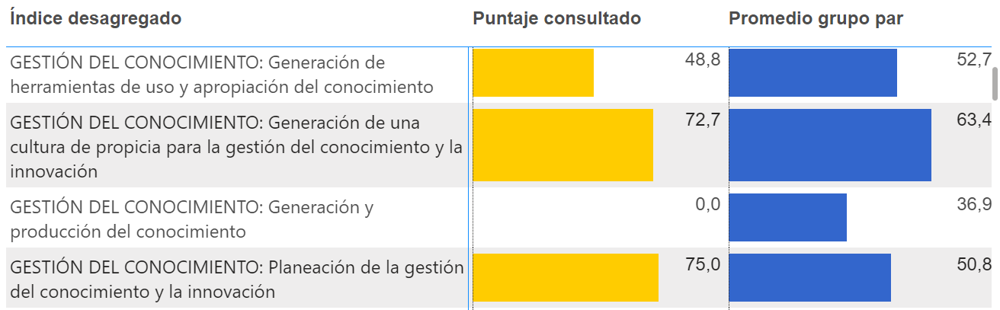 Índice desagregado Puntaje consultado Promedio grupo par
GESTIÓN DEL CONOCIMIENTO: Generación de 48,8 52,7
herramientas de uso y apropiación del conocimiento
GESTIÓN DEL CONOCIMIENTO: Generación de una 72,7 63,4
cultura de propicia para la gestión del conocimiento y la
innovación
GESTIÓN DEL CONOCIMIENTO: Generación y 0,0 36,9
producción del conocimiento
GESTIÓN DEL CONOCIMIENTO: Planeación de la gestión 75,0 50,8
del conocimiento y la innovación